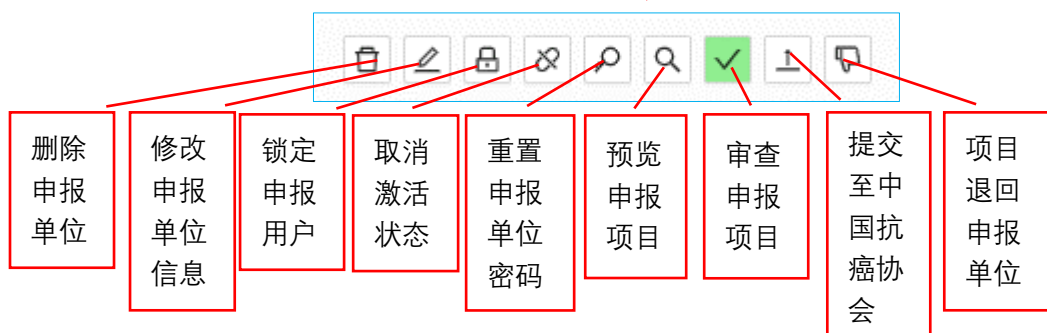 删除
申报
单位
修改
申报
单位
信息
锁定
申报
用户
取消
激活
状态
重置
申报
单位
密码
预览
申报
项目
审查
申报
项目
提交
至中
国抗
癌协
会
项目
退回
申报
单位